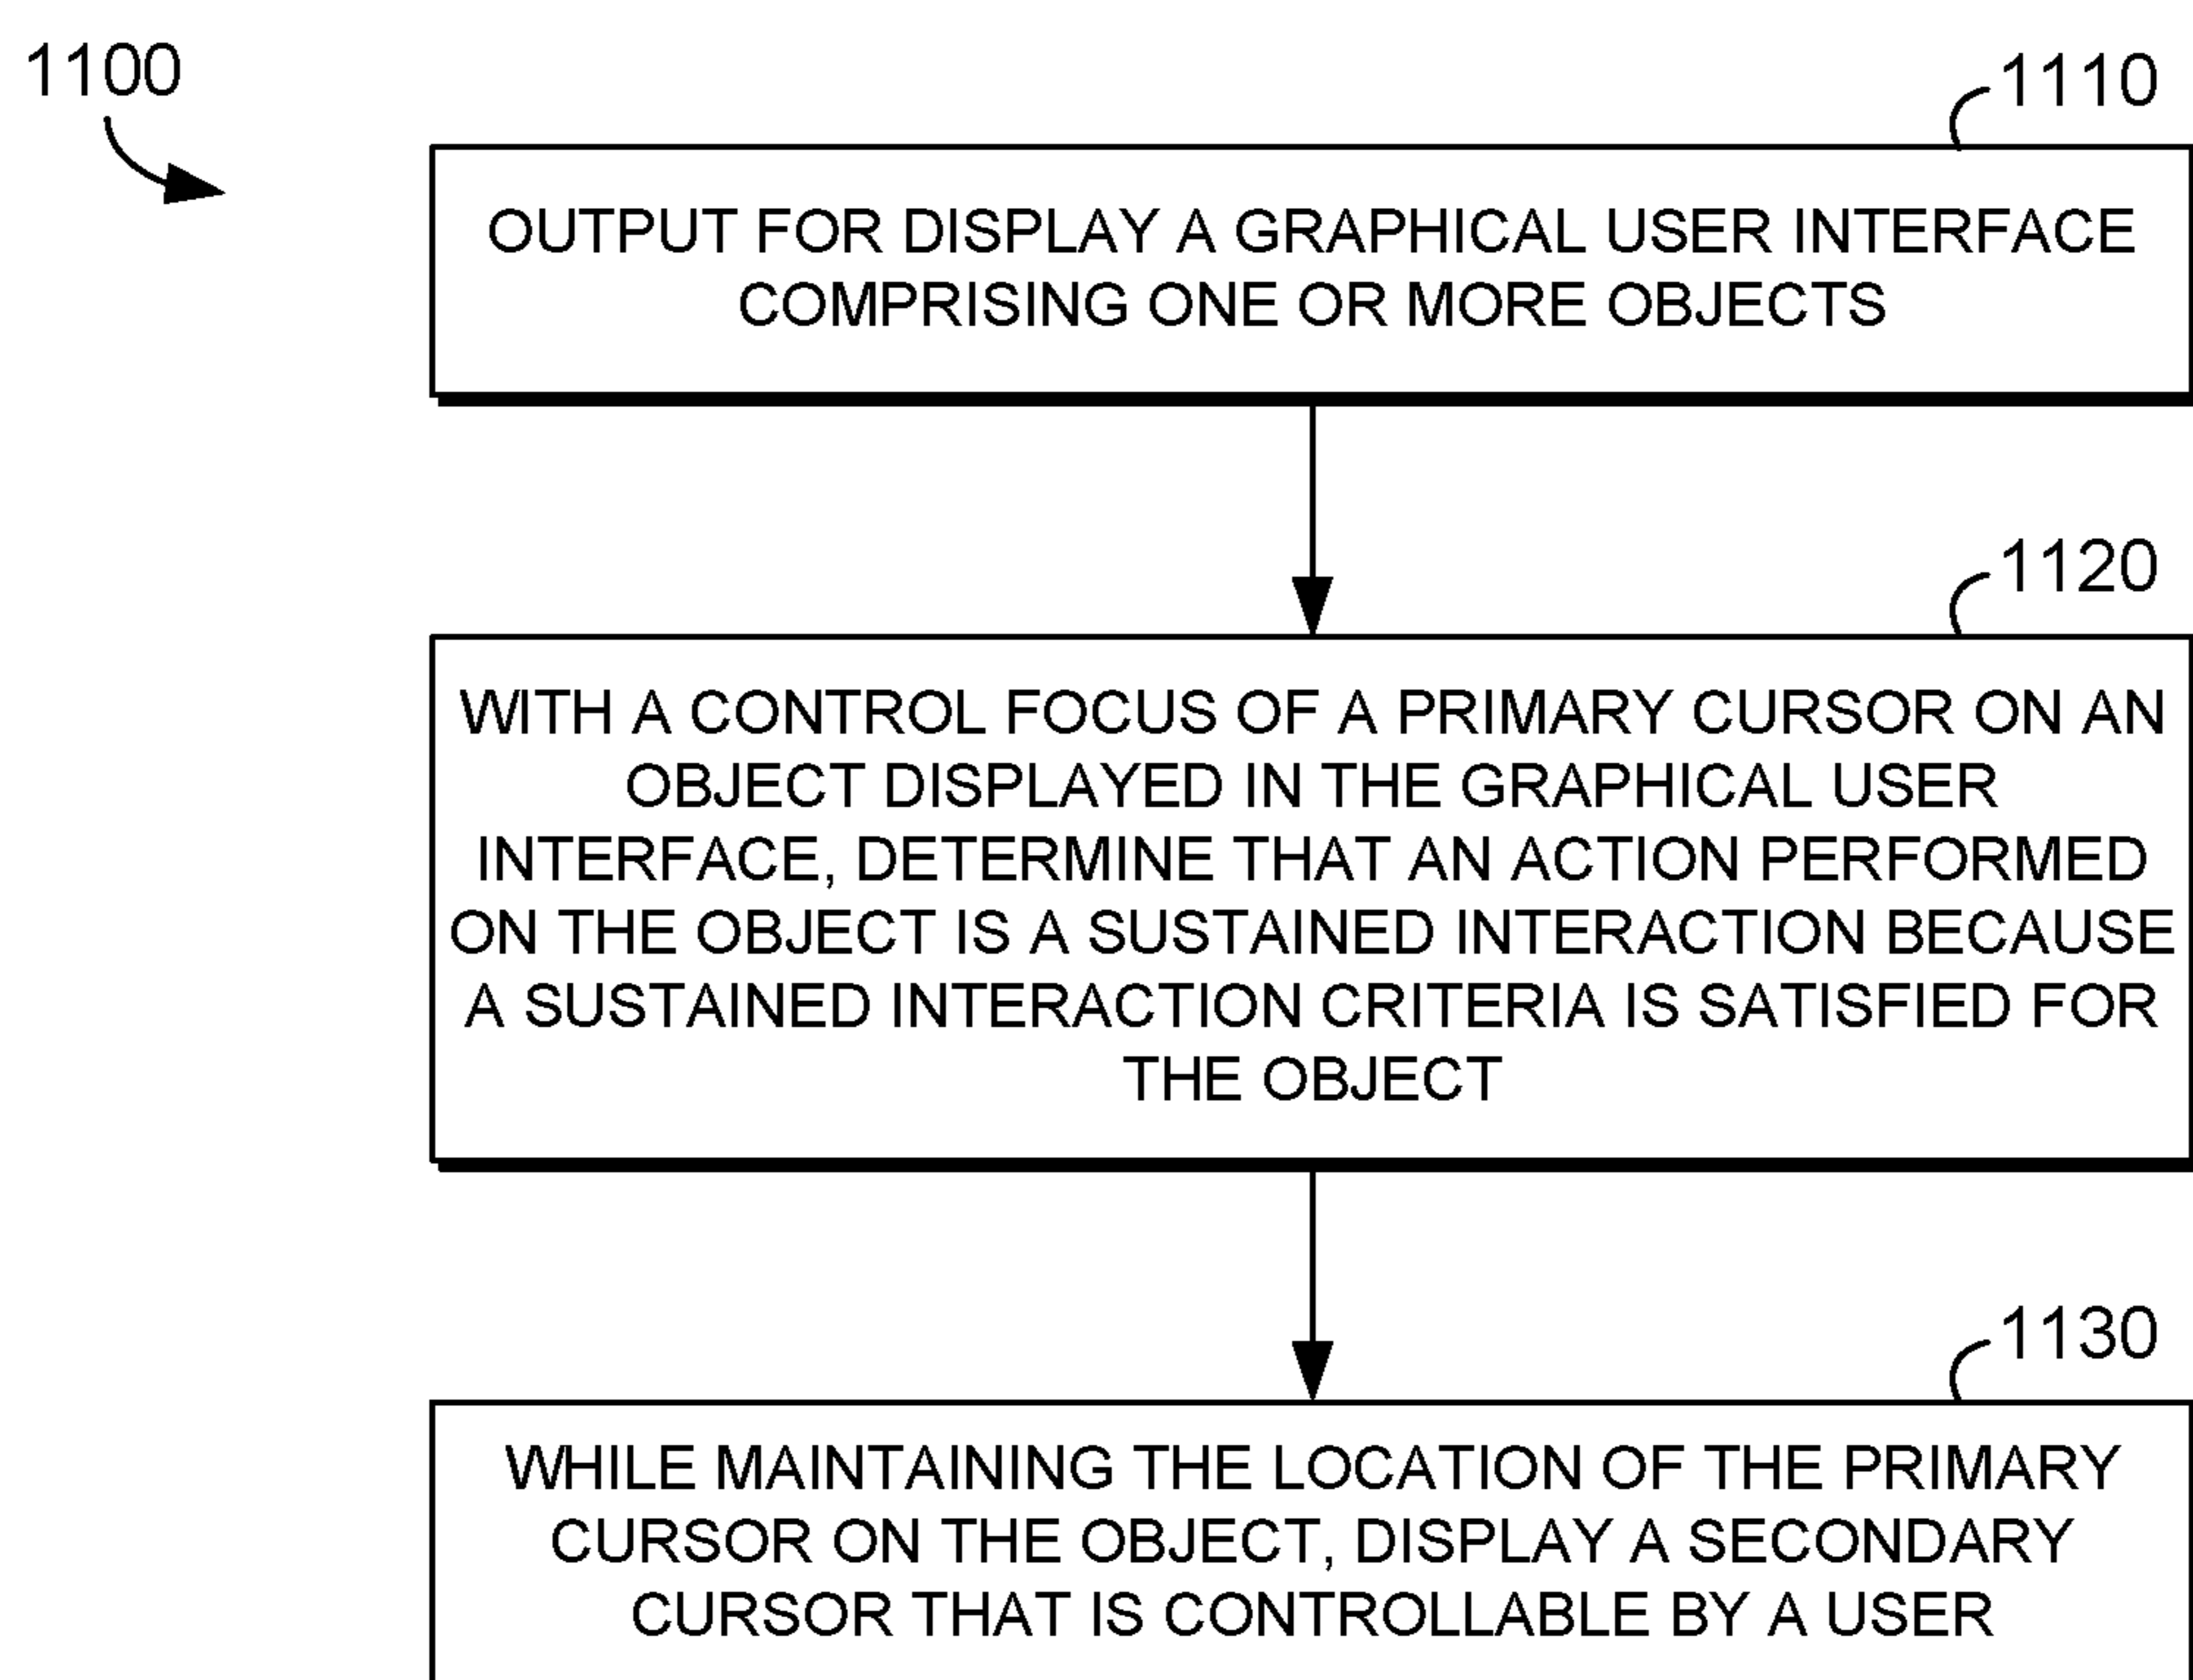 1100
1110
OUTPUT FOR DISPLAY A GRAPHICAL USER INTERFACE
COMPRISING ONE OR MORE OBJECTS
1120
WITH A CONTROL FOCUS OF A PRIMARY CURSOR ON AN
OBJECT DISPLAYED IN THE GRAPHICAL USER
INTERFACE, DETERMINE THAT AN ACTION PERFORMED
ON THE OBJECT IS A SUSTAINED INTERACTION BECAUSE
A SUSTAINED INTERACTION CRITERIA IS SATISFIED FOR
THE OBJECT
1130
WHILE MAINTAINING THE LOCATION OF THE PRIMARY
CURSOR ON THE OBJECT, DISPLAY A SECONDARY
CURSOR THAT IS CONTROLLABLE BY A USER